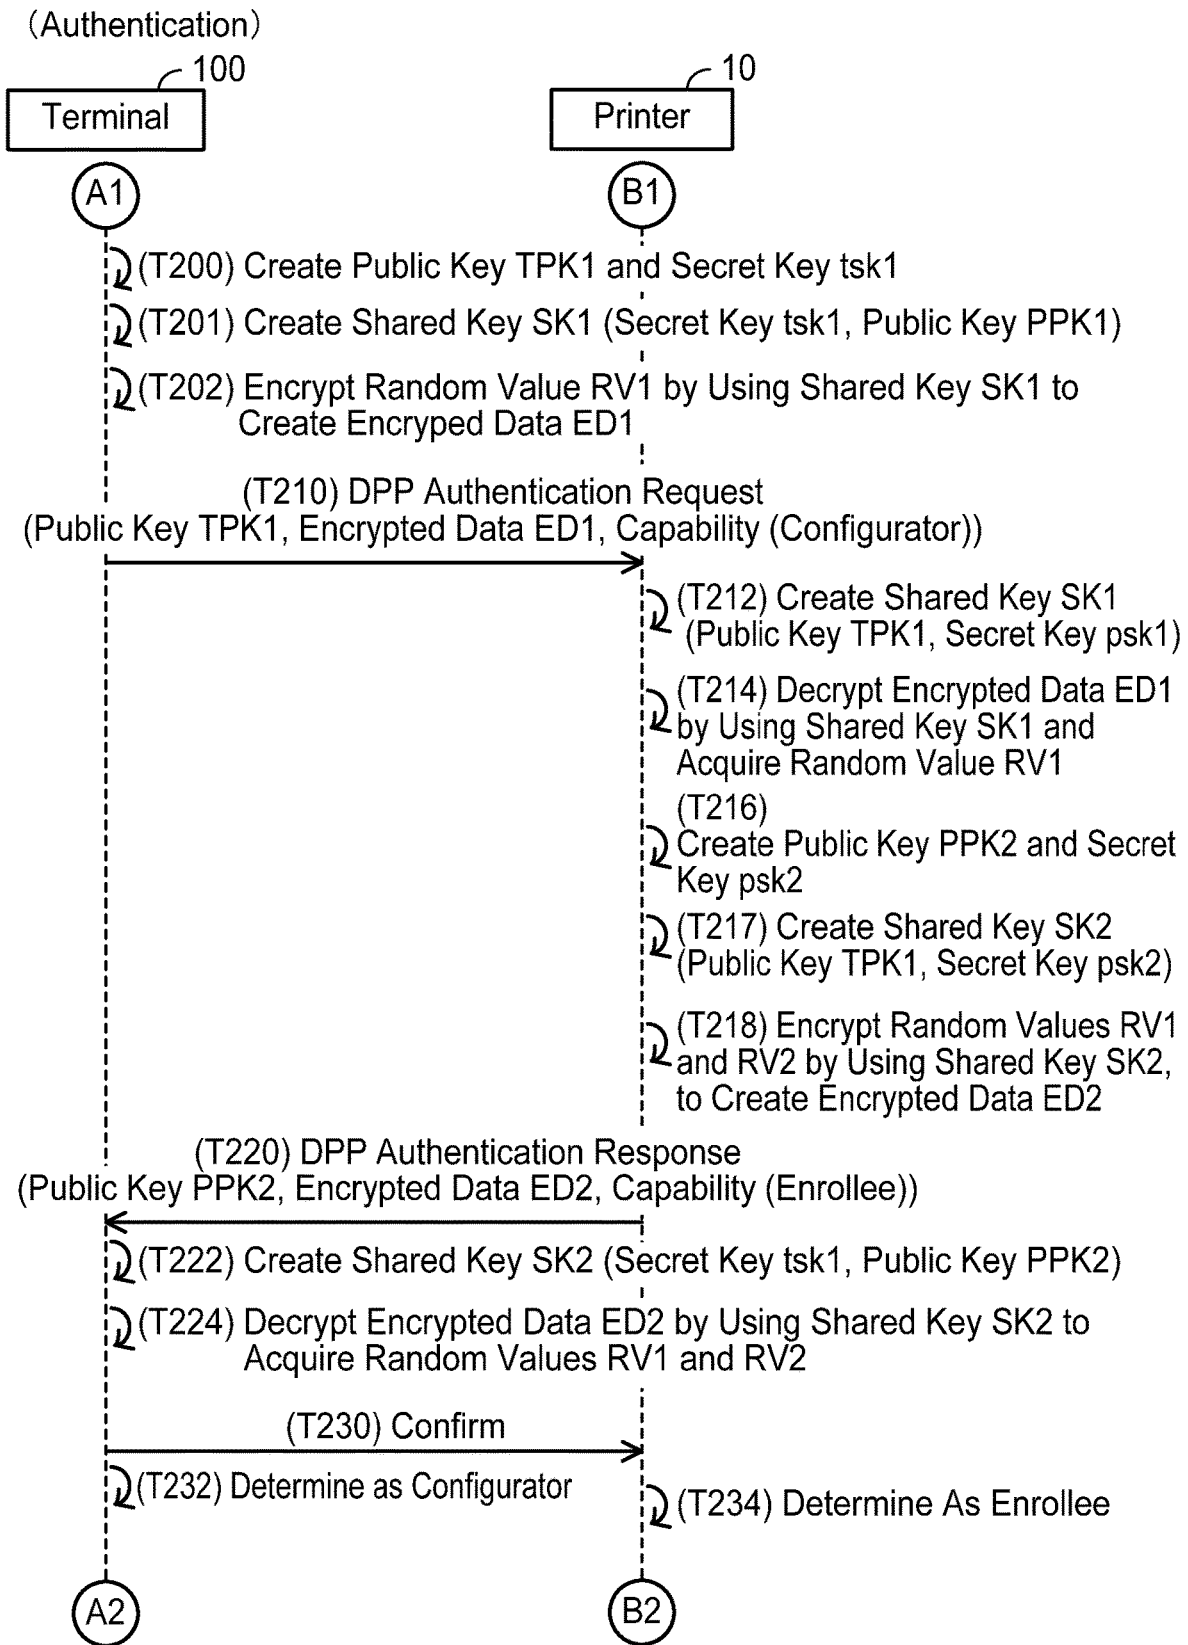 (Authentication)
100
10
Terminal
Printer
A1
B1
(T200) Create Public Key TPK1 and Secret Key tsk1
(T201) Create Shared Key SK1 (Secret Key tsk1, Public Key PPK1)
(T202) Encrypt Random Value RV1 by Using Shared Key SK1 to
Create Encryped Data ED1
(T210) DPP Authentication Request
(Public Key TPK1, Encrypted Data ED1, Capability (Configurator))
(T212) Create Shared Key SK1
(Public Key TPK1, Secret Key psk1)
(T214) Decrypt Encrypted Data ED1
by Using Shared Key SK1 and
Acquire Random Value RV1
(T216)
Create Public Key PPK2 and Secret
Key psk2
(T217) Create Shared Key SK2
(Public Key TPK1, Secret Key psk2)
(T218) Encrypt Random Values RV1
and RV2 by Using Shared Key SK2,
to Create Encrypted Data ED2
(T220) DPP Authentication Response
(Public Key PPK2, Encrypted Data ED2, Capability (Enrollee))
(T222) Create Shared Key SK2 (Secret Key tsk1, Public Key PPK2)
(T224) Decrypt Encrypted Data ED2 by Using Shared Key SK2 to
Acquire Random Values RV1 and RV2
(T230) Confirm
(T232) Determine as Configurator
(T234) Determine As Enrollee
A2
B2